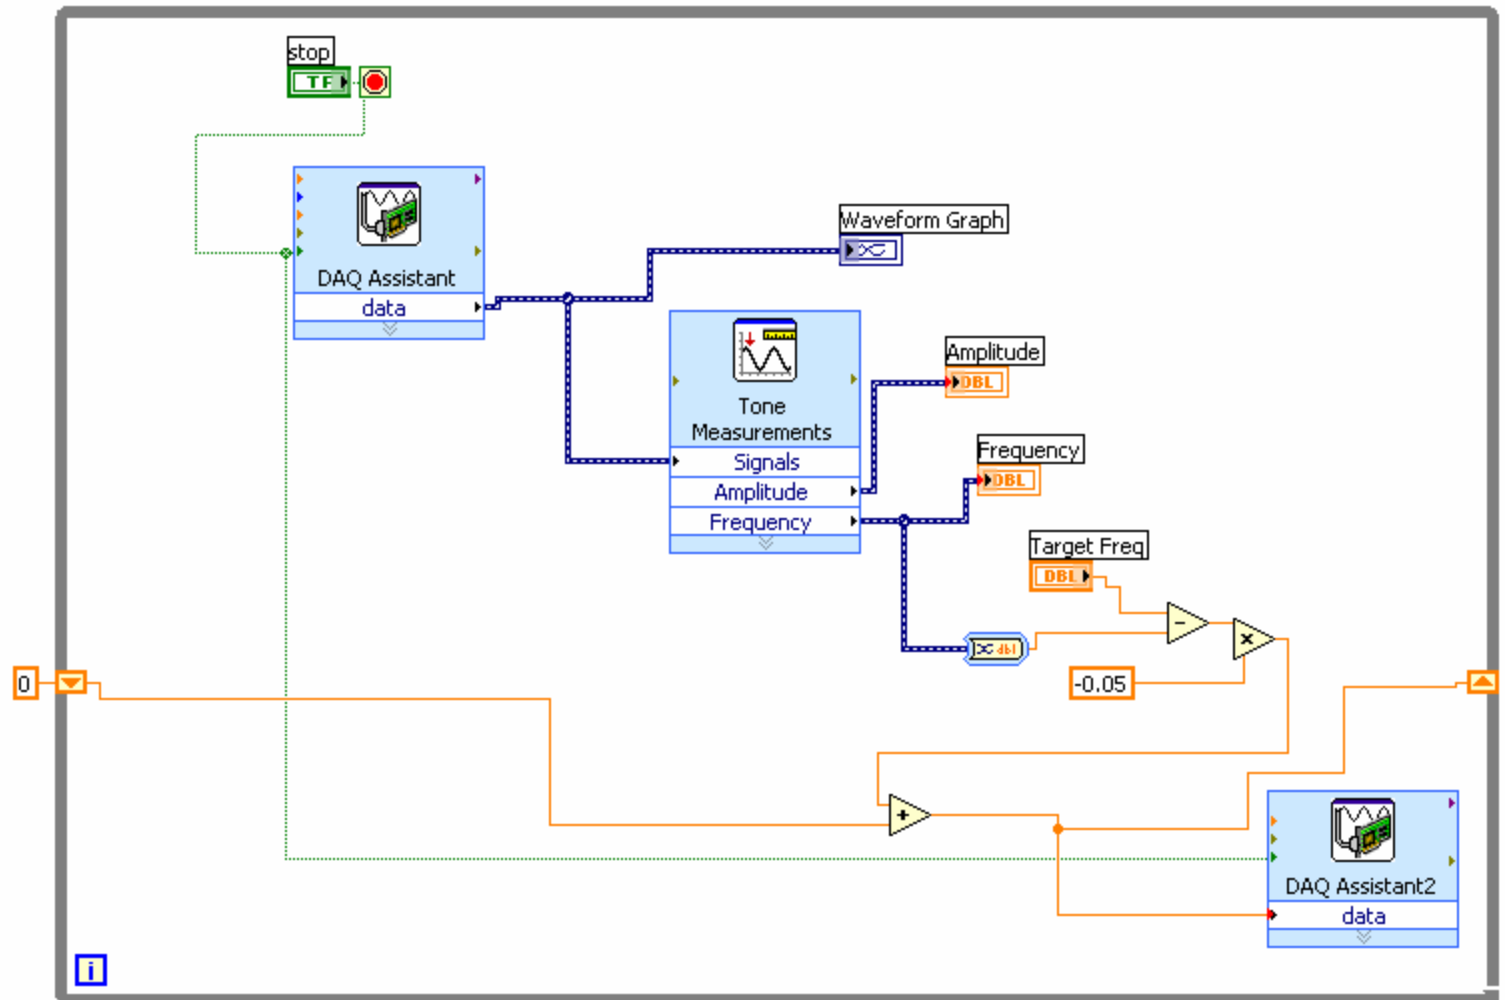 stop
TF
Waveform Graph
DAQ Assistant
data
Amplitude
DBL
Tone
Measurements
Signals
Amplitude
Frequency
Frequency
DBL
Target Freq
DBL
-
×
dbl
0
-0.05
+
DAQ Assistant2
data
i